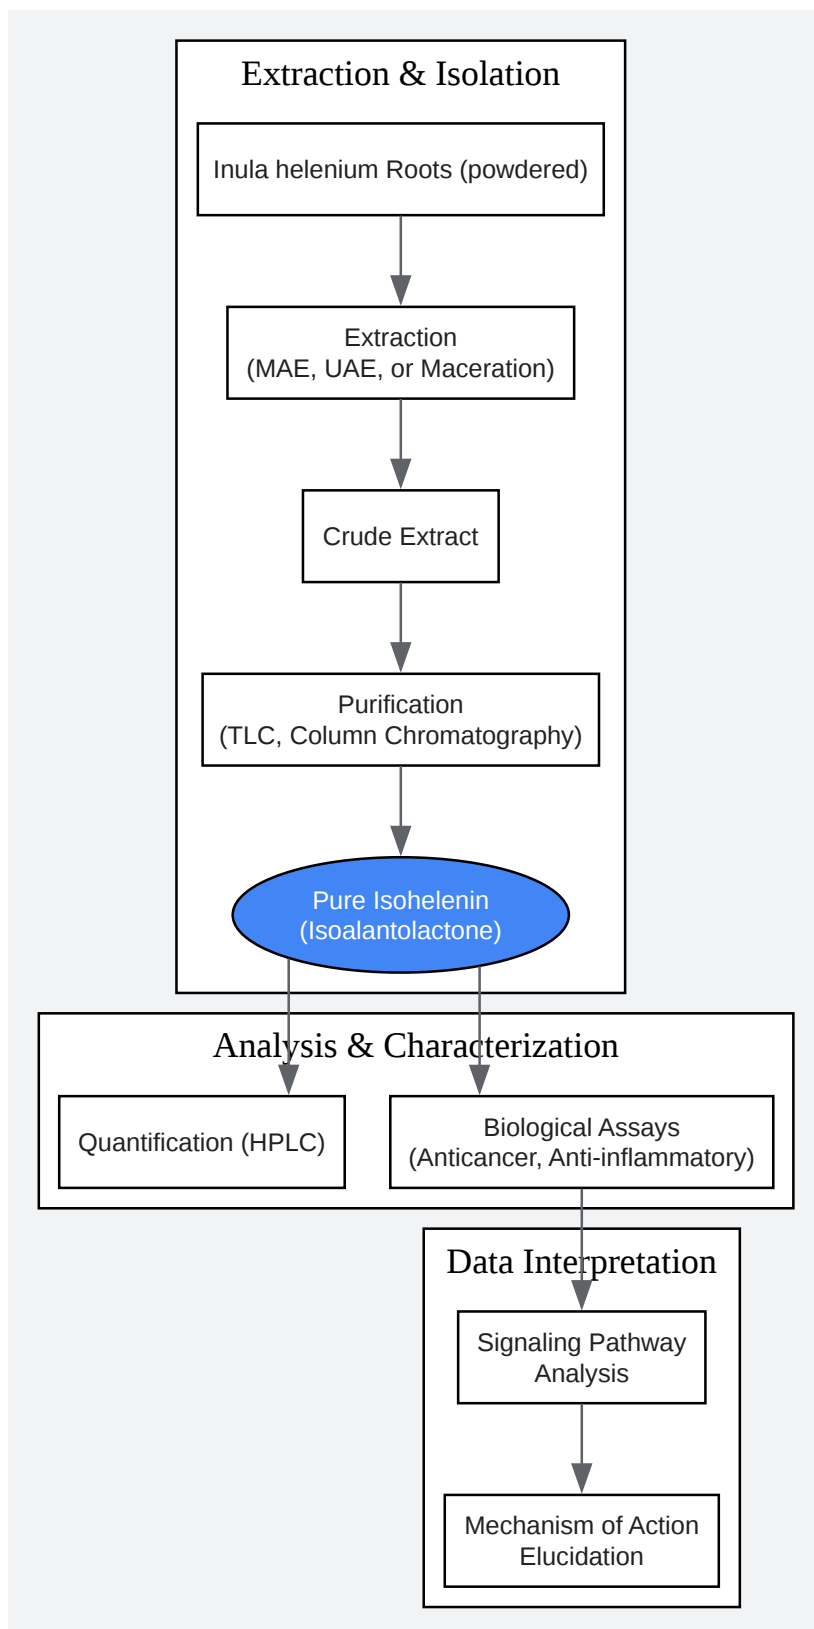 Extraction & Isolation
Inula helenium Roots (powdered)
Extraction
(MAE, UAE, or Maceration)
Crude Extract
Purification
(TLC, Column Chromatography)
Pure Isohelenin
(Isoalantolactone)
Analysis & Characterization
Quantification (HPLC)
Biological Assays
(Anticancer, Anti-inflammatory)
Data Interpretation
Signaling Pathway
Analysis
Mechanism of Action
Elucidation